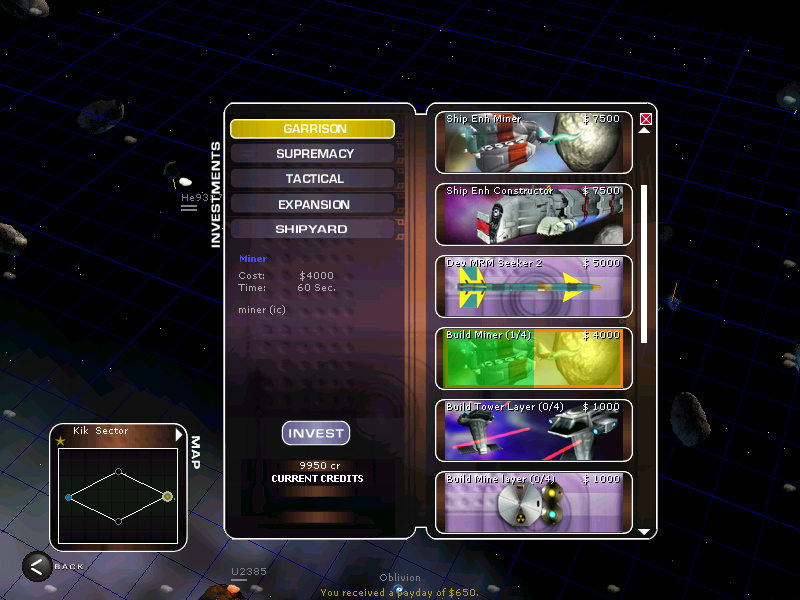 INVESTMENTS
GARRISON
SUPREMACY
TACTICAL
EXPANSION
SHIPYARD
Miner
Cost: $4000
Time: 60 Sec.
miner (ic)
INVEST
9950 cr
CURRENT CREDITS
Ship Enh Miner $ 7500
Ship Enh Constructor $ 7500
Dev MRM Seeker 2 $ 5000
Build Miner (1/4) $ 4000
Build Tower Layer (0/4) $ 1000
Build Mine layer (0/4) $ 1000
Kik Sector
MAP
BACK
U2385
Oblivion
You received a payday of $650.